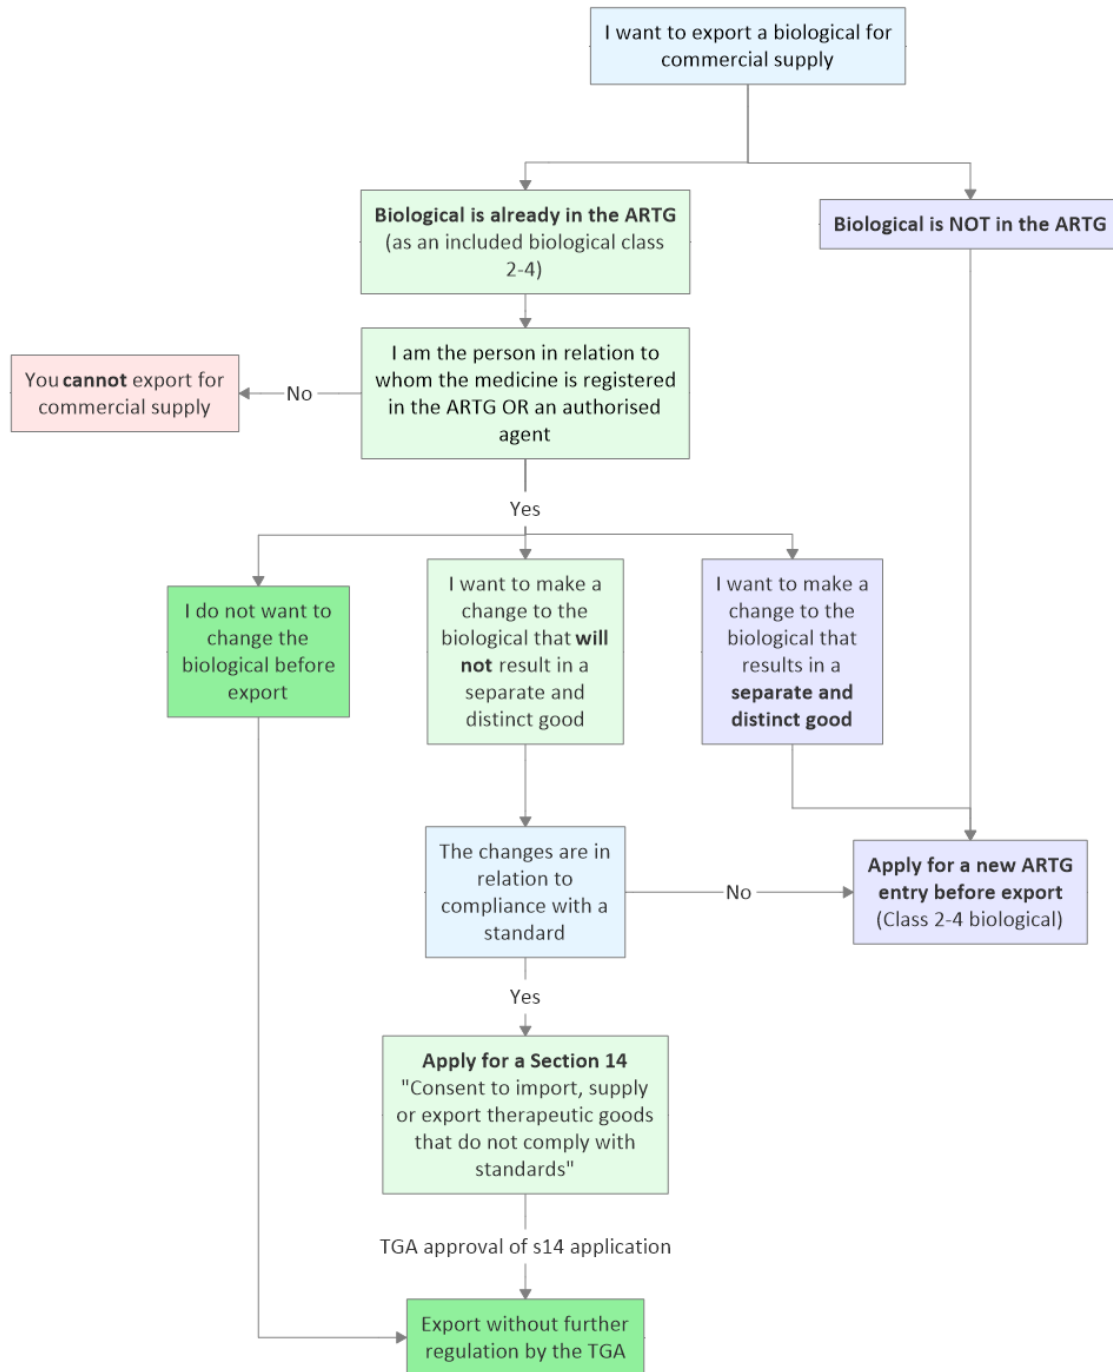 I want to export a biological for
commercial supply
Biological is already in the ARTG
(as an included biological class
2-4)
Biological is NOT in the ARTG
I am the person in relation to
whom the medicine is registered
in the ARTG OR an authorised
agent
No
You cannot export for
commercial supply
Yes
I do not want to
change the
biological before
export
I want to make a
change to the
biological that will
not result in a
separate and
distinct good
I want to make a
change to the
biological that
results in a
separate and
distinct good
The changes are in
relation to
compliance with a
standard
No
Apply for a new ARTG
entry before export
(Class 2-4 biological)
Yes
Apply for a Section 14
"Consent to import, supply
or export therapeutic goods
that do not comply with
standards"
TGA approval of s14 application
Export without further
regulation by the TGA